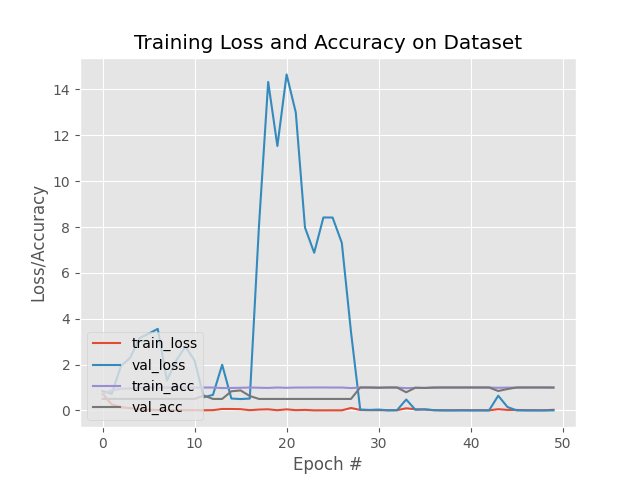 Training Loss and Accuracy on Dataset
14
12
10
8
6
4
2
0
Loss/Accuracy
train_loss
val_loss
train_acc
val_acc
0
10
20
30
40
50
Epoch #